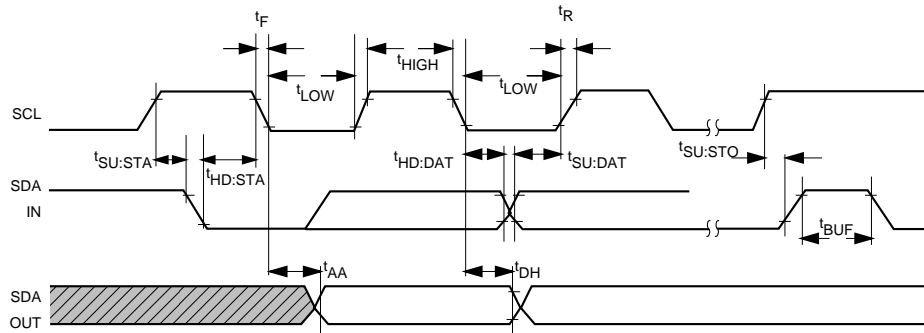 tF
tR
tHIGH
tLOW
tLOW
SCL
tSU:STA
tHD:STA
tHD:DAT
tSU:DAT
tSU:STO
SDA
IN
tBUF
tAA
tDH
SDA
OUT